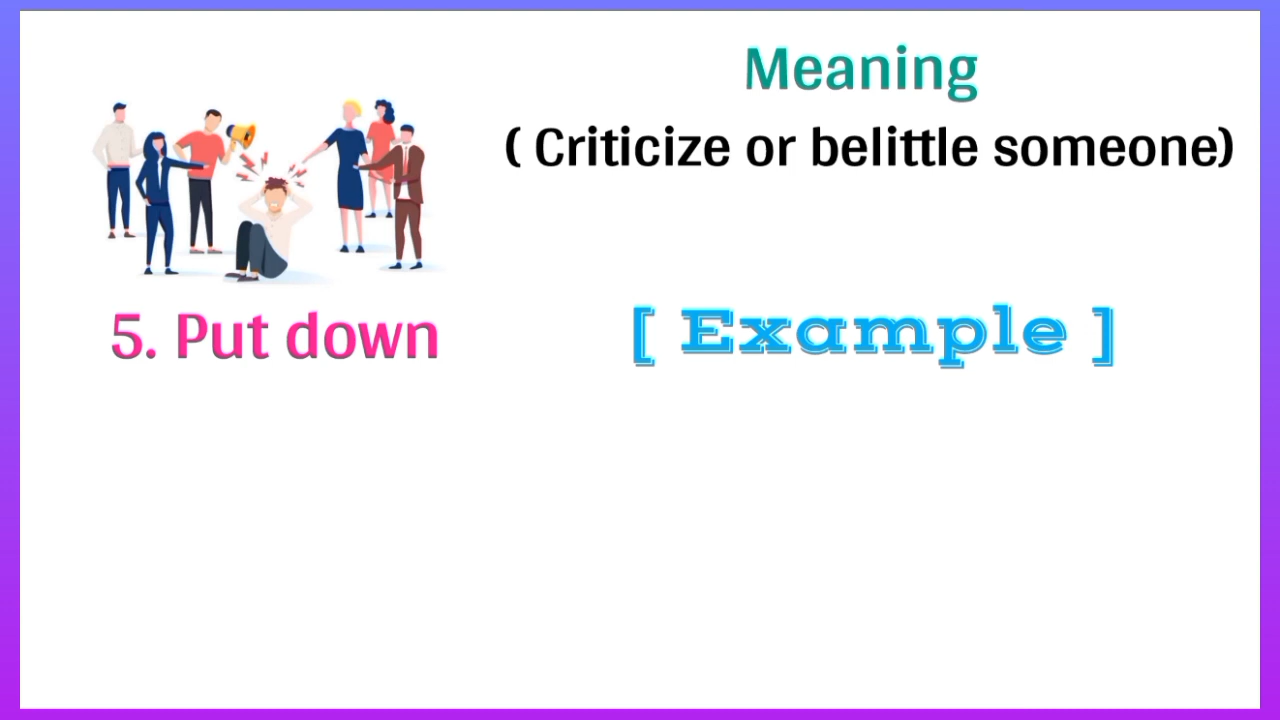 Meaning
( Criticize or belittle someone)
5. Put down
[ Example ]